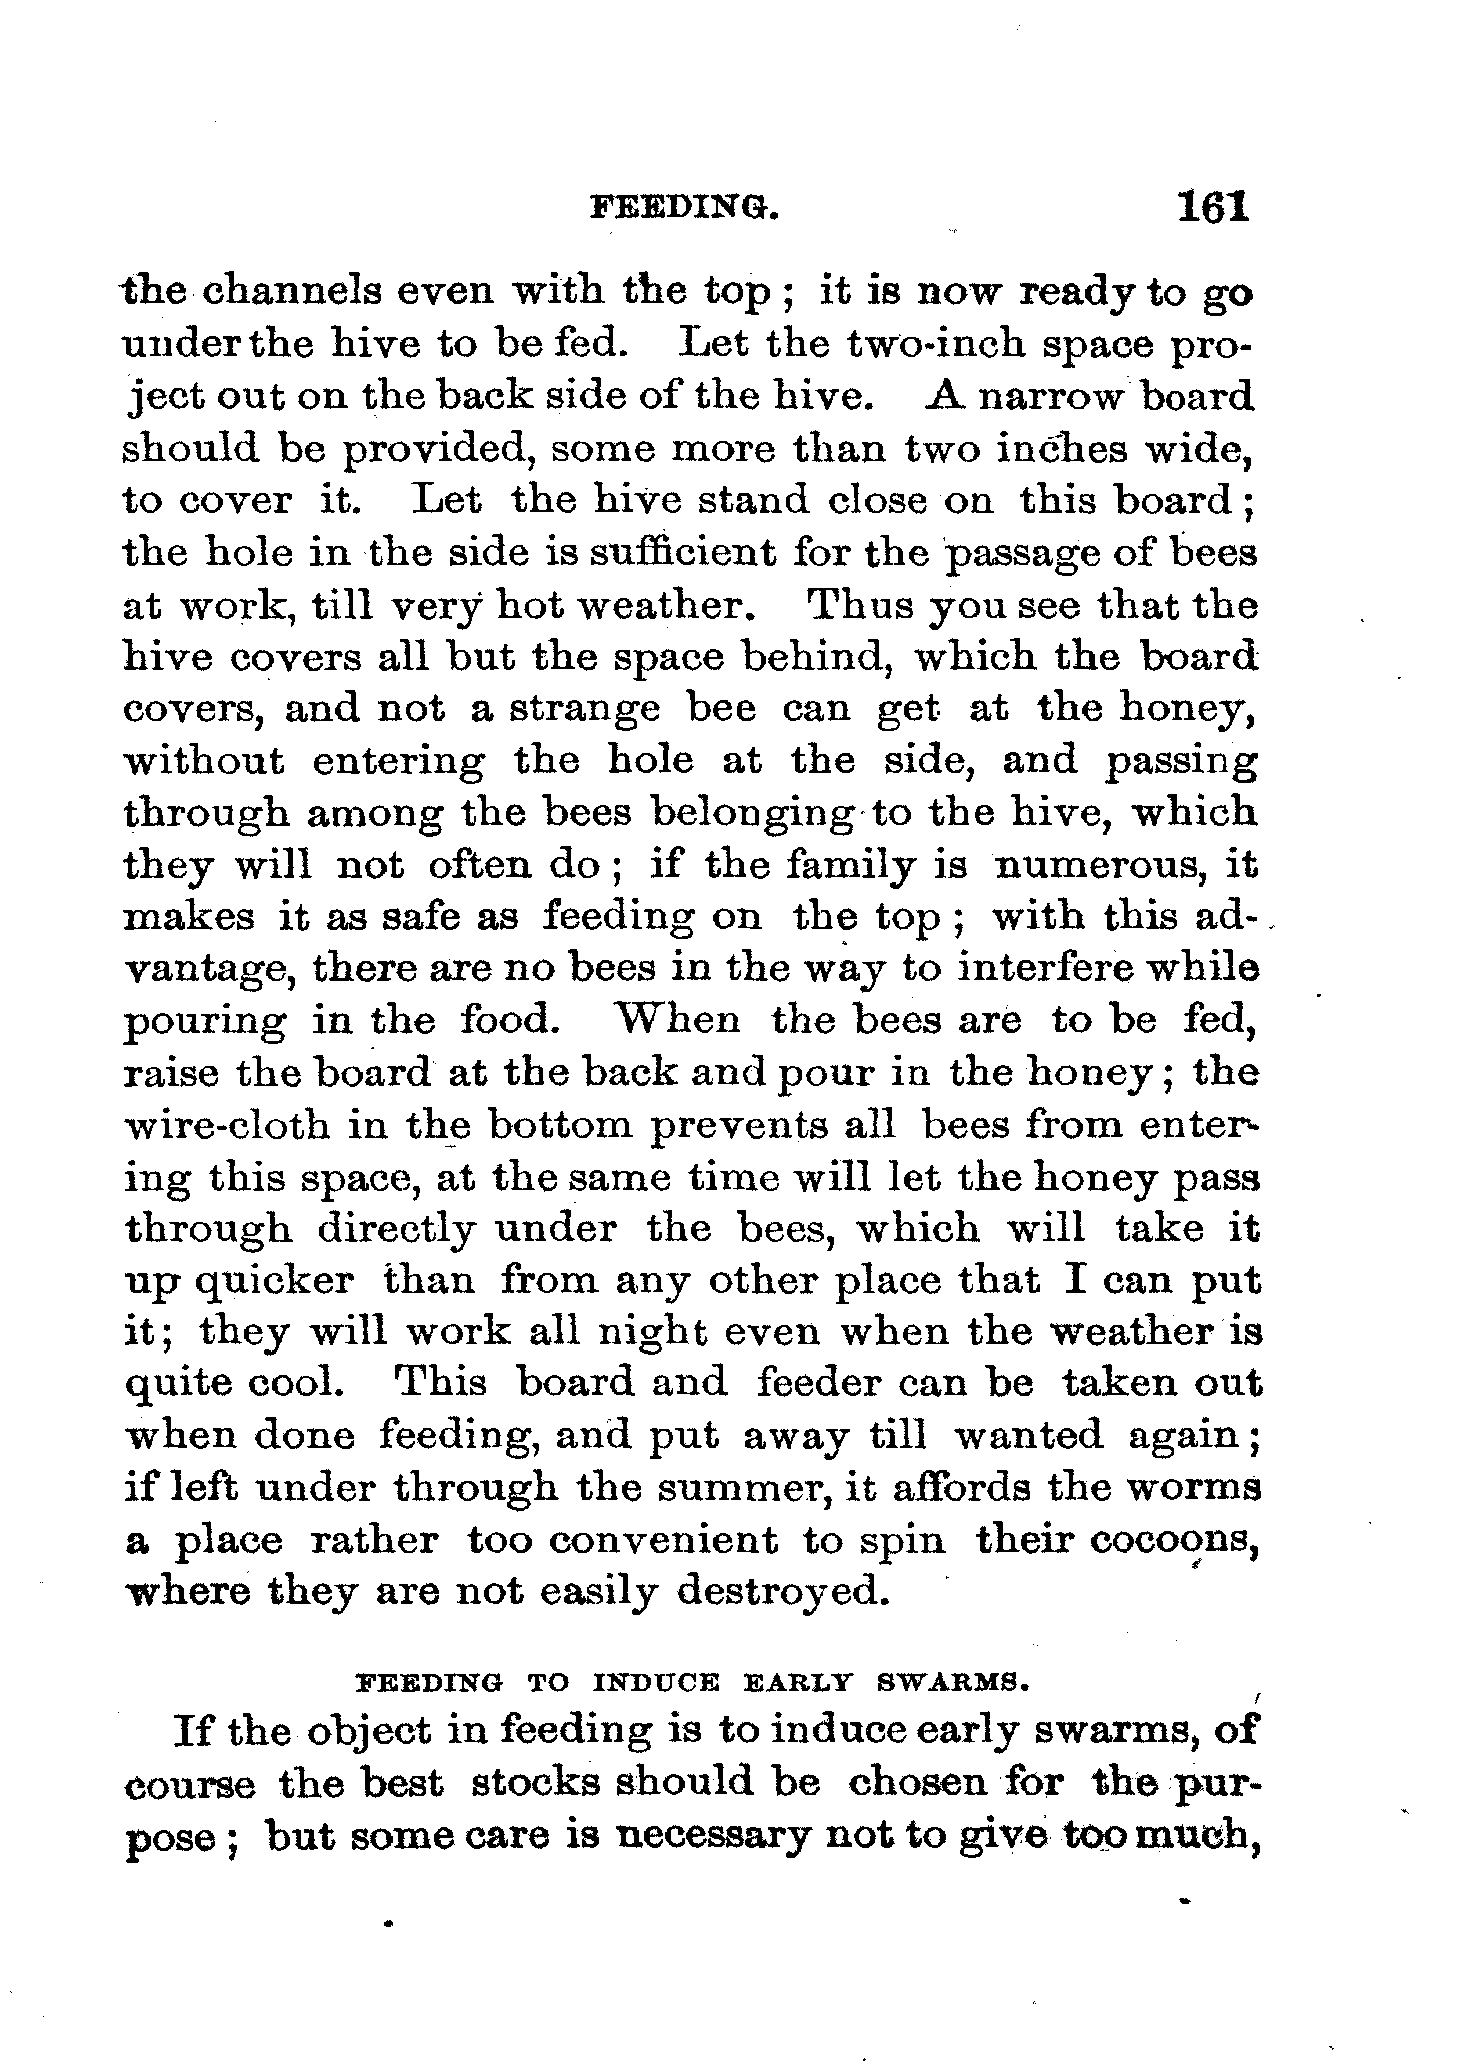 FEEDING. 161
the channels even with the top ; it is now ready to go
under the hive to be fed. Let the two-inch space pro-
ject out on the back side of the hive. A narrow board
should be provided, some more than two inches wide,
to cover it. Let the hive stand close on this board ;
the hole in the side is sufficient for the passage of bees
at work, till very hot weather. Thus you see that the
hive covers all but the space behind, which the board
covers, and not a strange bee can get at the honey,
without entering the hole at the side, and passing
through among the bees belonging to the hive, which
they will not often do ; if the family is numerous, it
makes it as safe as feeding on the top ; with this ad-
vantage, there are no bees in the way to interfere while
pouring in the food. When the bees are to be fed,
raise the board at the back and pour in the honey ; the
wire-cloth in the bottom prevents all bees from enter-
ing this space, at the same time will let the honey pass
through directly under the bees, which will take it
up quicker than from any other place that I can put
it ; they will work all night even when the weather is
quite cool. This board and feeder can be taken out
when done feeding, and put away till wanted again ;
if left under through the summer, it affords the worms
a place rather too convenient to spin their cocoons,
where they are not easily destroyed.
FEEDING TO INDUCE EARLY SWARMS.
If the object in feeding is to induce early swarms, of
course the best stocks should be chosen for the pur-
pose ; but some care is necessary not to give too much,